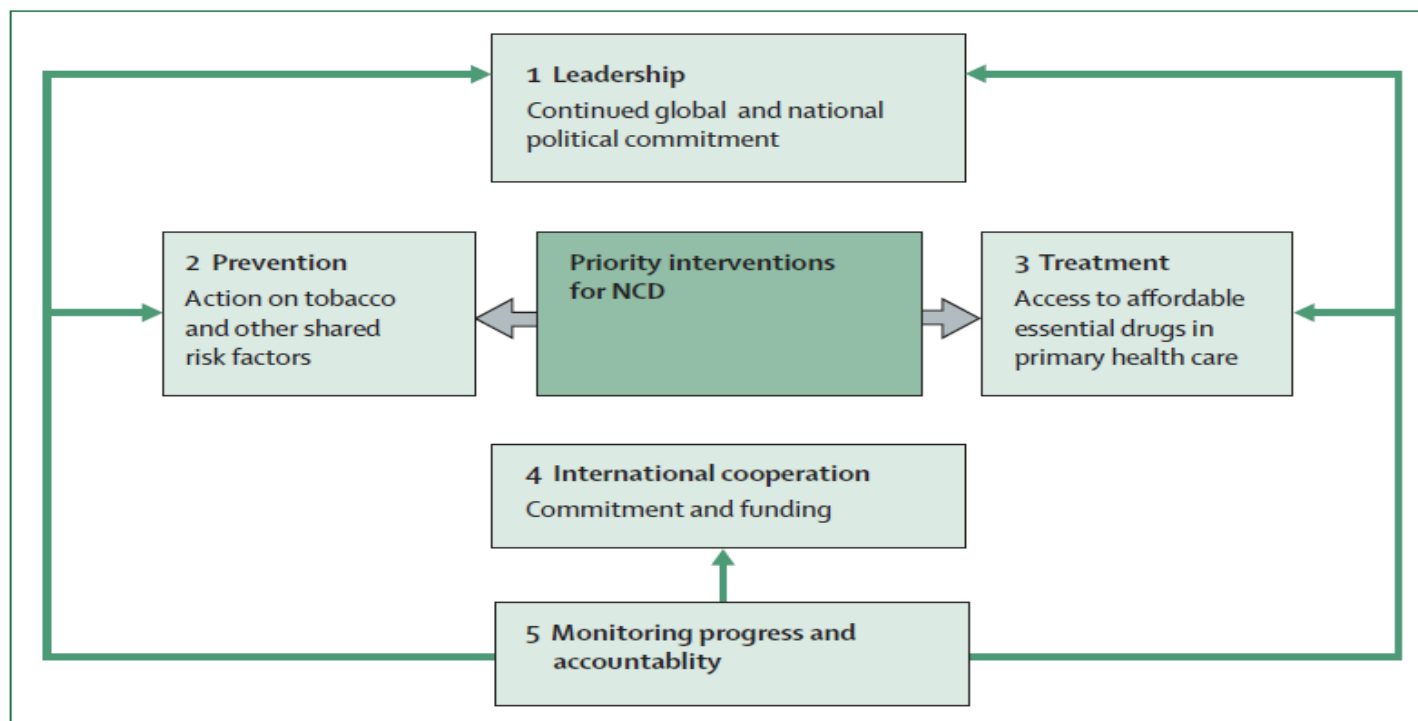 1 Leadership
Continued global and national
political commitment
2 Prevention
Action on tobacco
and other shared
risk factors
Priority interventions
for NCD
3 Treatment
Access to affordable
essential drugs in
primary health care
4 International cooperation
Commitment and funding
5 Monitoring progress and
accountablity